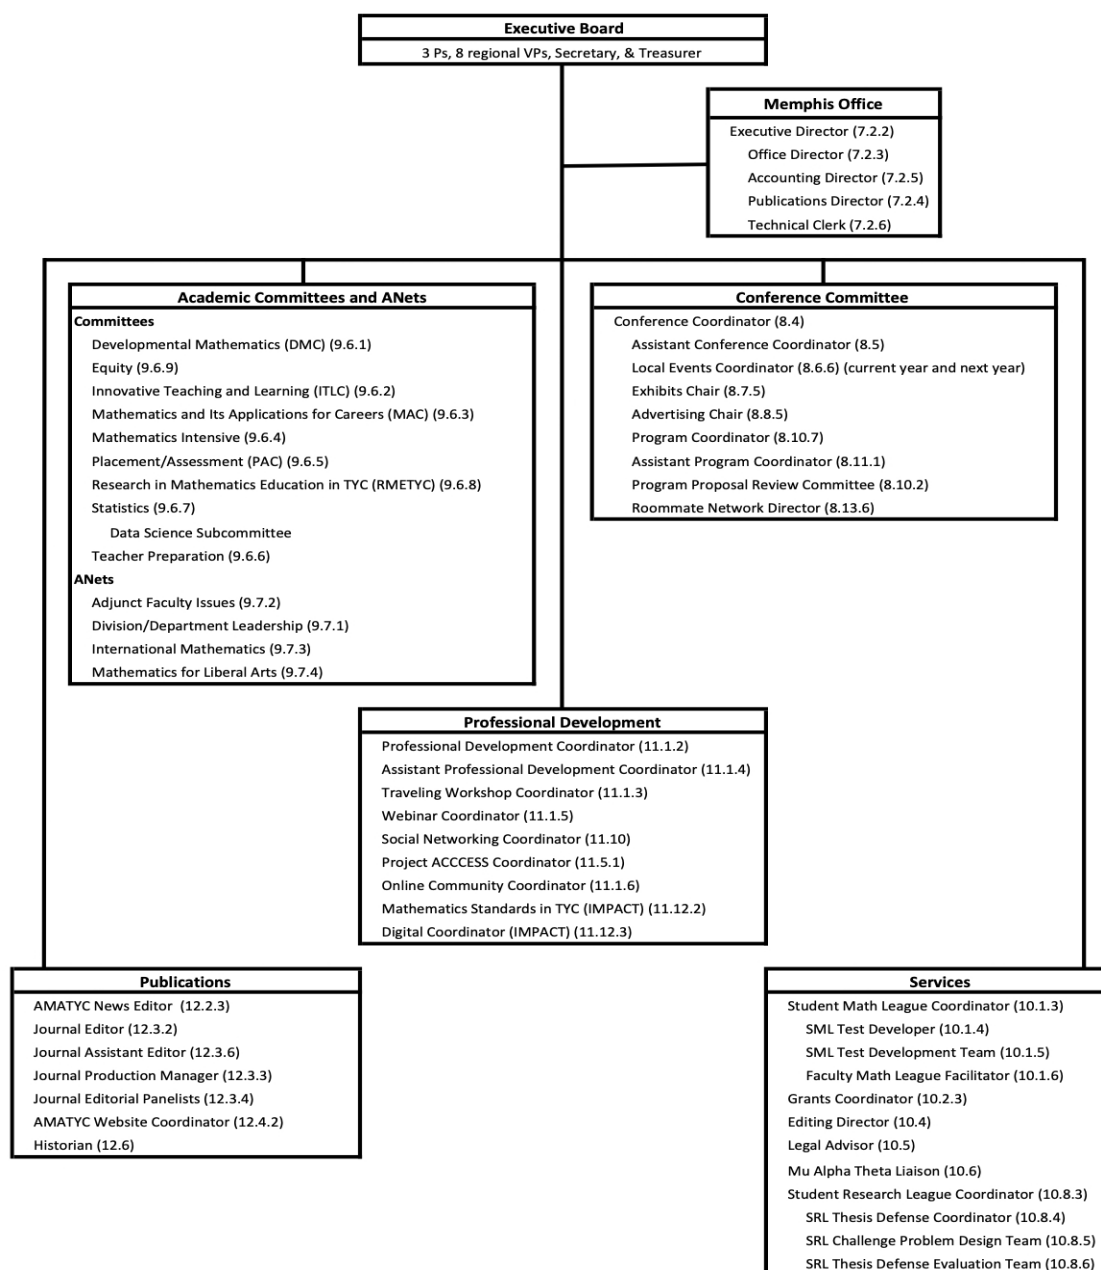 Executive Board
3 Ps, 8 regional VPs, Secretary, & Treasurer
Memphis Office
Executive Director (7.2.2)
Office Director (7.2.3)
Accounting Director (7.2.5)
Publications Director (7.2.4)
Technical Clerk (7.2.6)
Academic Committees and ANets
Committees
Developmental Mathematics (DMC) (9.6.1)
Equity (9.6.9)
Innovative Teaching and Learning (ITLC) (9.6.2)
Mathematics and Its Applications for Careers (MAC) (9.6.3)
Mathematics Intensive (9.6.4)
Placement/Assessment (PAC) (9.6.5)
Research in Mathematics Education in TYC (RMETYC) (9.6.8)
Statistics (9.6.7)
Data Science Subcommittee
Teacher Preparation (9.6.6)
ANets
Adjunct Faculty Issues (9.7.2)
Division/Department Leadership (9.7.1)
International Mathematics (9.7.3)
Mathematics for Liberal Arts (9.7.4)
Conference Committee
Conference Coordinator (8.4)
Assistant Conference Coordinator (8.5)
Local Events Coordinator (8.6.6) (current year and next year)
Exhibits Chair (8.7.5)
Advertising Chair (8.8.5)
Program Coordinator (8.10.7)
Assistant Program Coordinator (8.11.1)
Program Proposal Review Committee (8.10.2)
Roommate Network Director (8.13.6)
Professional Development
Professional Development Coordinator (11.1.2)
Assistant Professional Development Coordinator (11.1.4)
Traveling Workshop Coordinator (11.1.3)
Webinar Coordinator (11.1.5)
Social Networking Coordinator (11.10)
Project ACCCESS Coordinator (11.5.1)
Online Community Coordinator (11.1.6)
Mathematics Standards in TYC (IMPACT) (11.12.2)
Digital Coordinator (IMPACT) (11.12.3)
Publications
AMATYC News Editor (12.2.3)
Journal Editor (12.3.2)
Journal Assistant Editor (12.3.6)
Journal Production Manager (12.3.3)
Journal Editorial Panelists (12.3.4)
AMATYC Website Coordinator (12.4.2)
Historian (12.6)
Services
Student Math League Coordinator (10.1.3)
SML Test Developer (10.1.4)
SML Test Development Team (10.1.5)
Faculty Math League Facilitator (10.1.6)
Grants Coordinator (10.2.3)
Editing Director (10.4)
Legal Advisor (10.5)
Mu Alpha Theta Liaison (10.6)
Student Research League Coordinator (10.8.3)
SRL Thesis Defense Coordinator (10.8.4)
SRL Challenge Problem Design Team (10.8.5)
SRL Thesis Defense Evaluation Team (10.8.6)